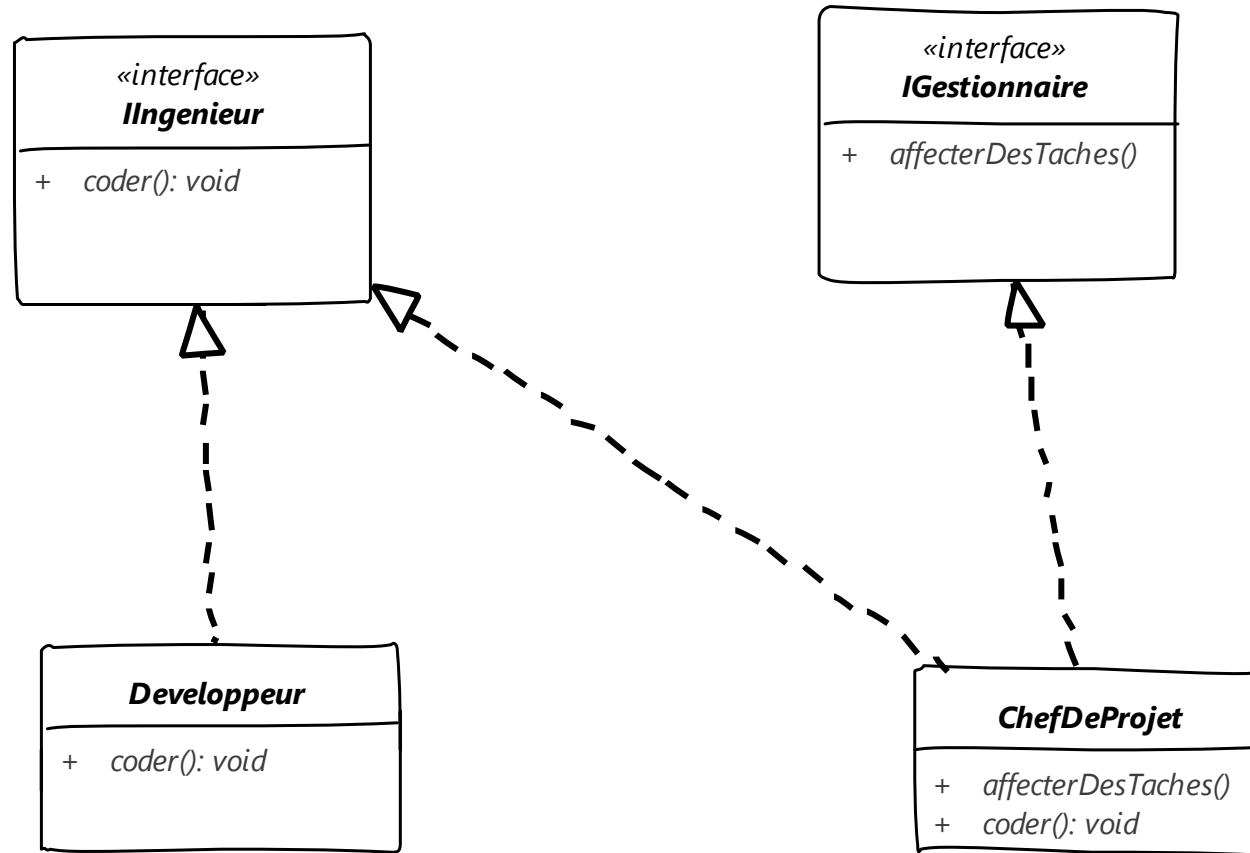 «interface»
IIngenieur
+ coder(): void
«interface»
IGestionnaire
+ affecterDesTaches()
Developpeur
+ coder(): void
ChefDeProjet
+ affecterDesTaches()
+ coder(): void